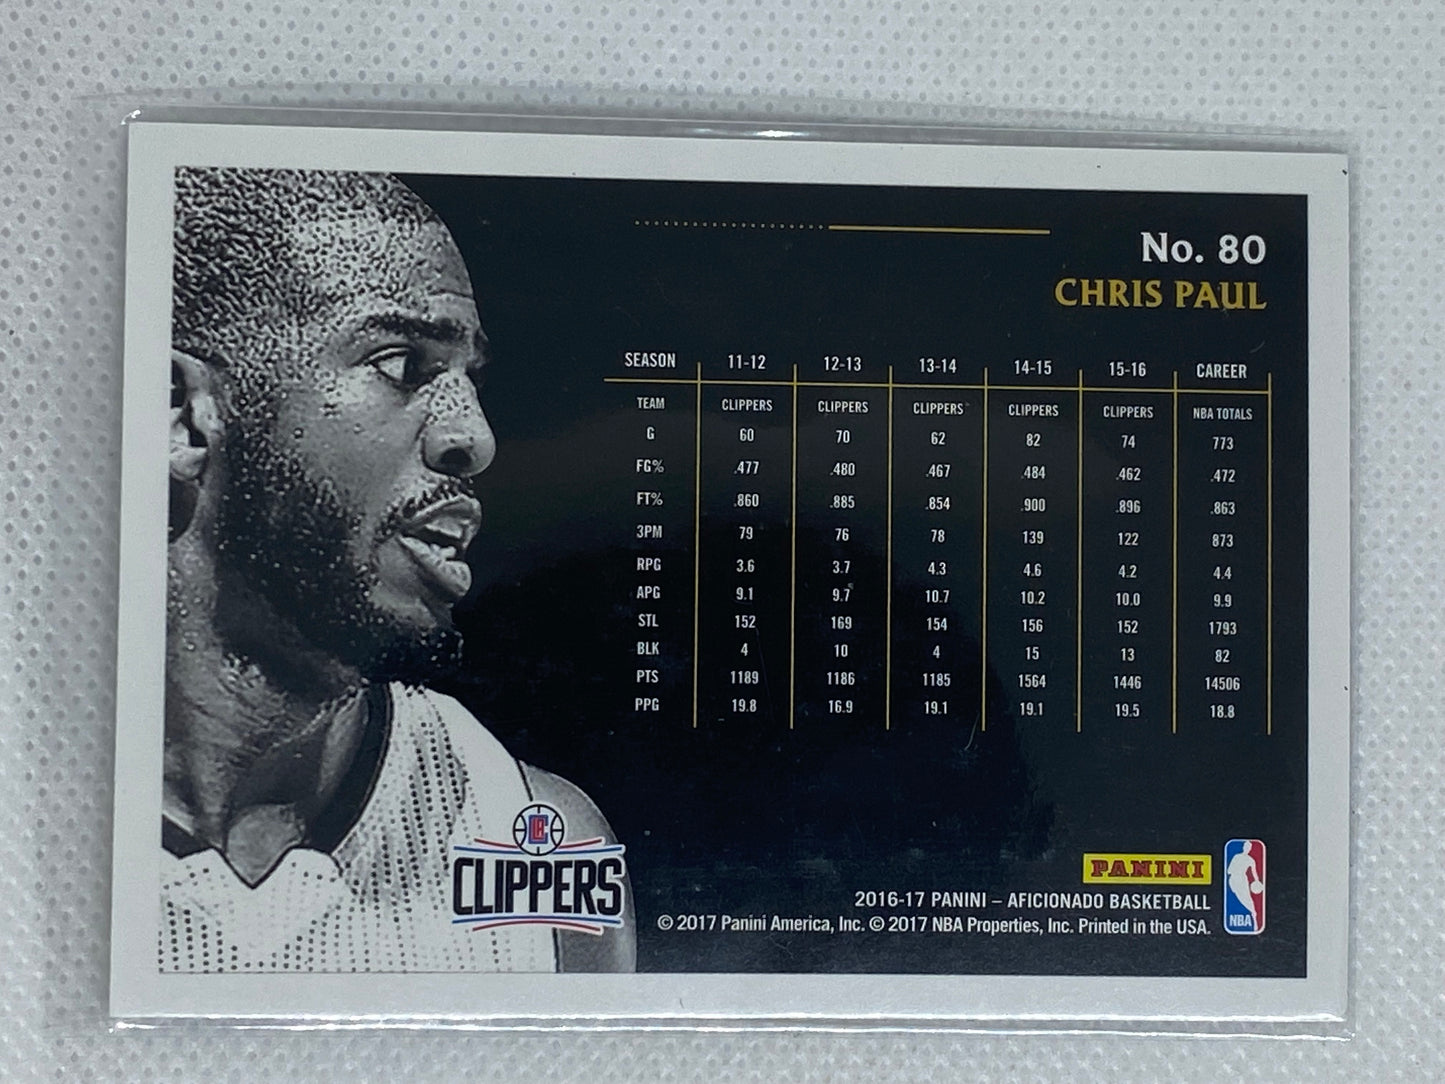 No. 80
CHRIS PAUL
SEASON 11-12 12-13 13-14 14-15 15-16 CAREER
TEAM CLIPPERS CLIPPERS CLIPPERS CLIPPERS CLIPPERS NBA TOTALS
G 60 70 62 82 74 773
FG% .477 .480 .467 .484 .462 .472
FT% .860 .885 .854 .900 .896 .863
3PM 79 76 78 139 122 873
RPG 3.6 3.7 4.3 4.6 4.2 4.4
APG 9.1 9.7 10.7 10.2 10.0 9.9
STL 152 169 154 156 152 1793
BLK 4 10 4 15 13 82
PTS 1189 1186 1185 1564 1446 14506
PPG 19.8 16.9 19.1 19.1 19.5 18.8
LA
CLIPPERS
PANINI
2016-17 PANINI – AFICIONADO BASKETBALL
© 2017 Panini America, Inc. © 2017 NBA Properties, Inc. Printed in the USA.
NBA